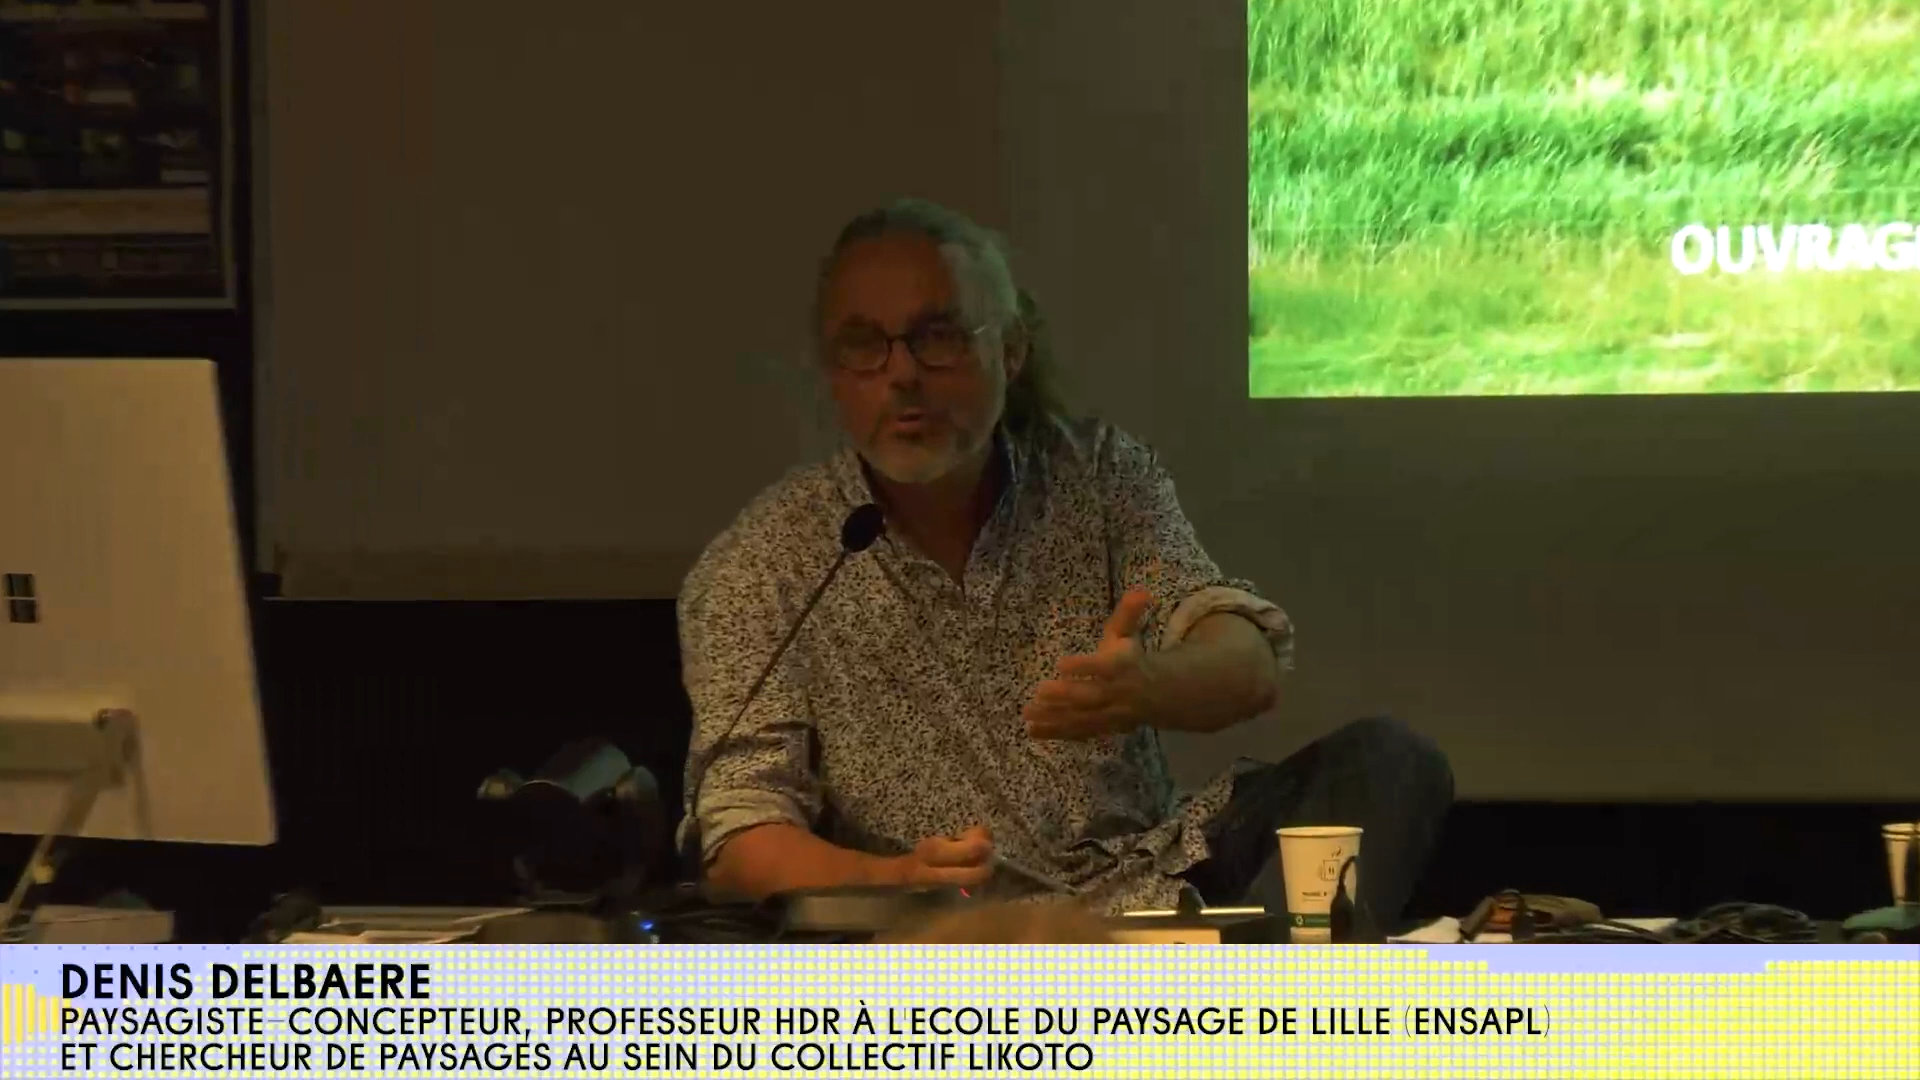 OUVRAG
DENIS DELBAERE
PAYSAGISTE-CONCEPTEUR, PROFESSEUR HDR À L'ECOLE DU PAYSAGE DE LILLE (ENSAPL)
ET CHERCHEUR DE PAYSAGES AU SEIN DU COLLECTIF LIKOTO